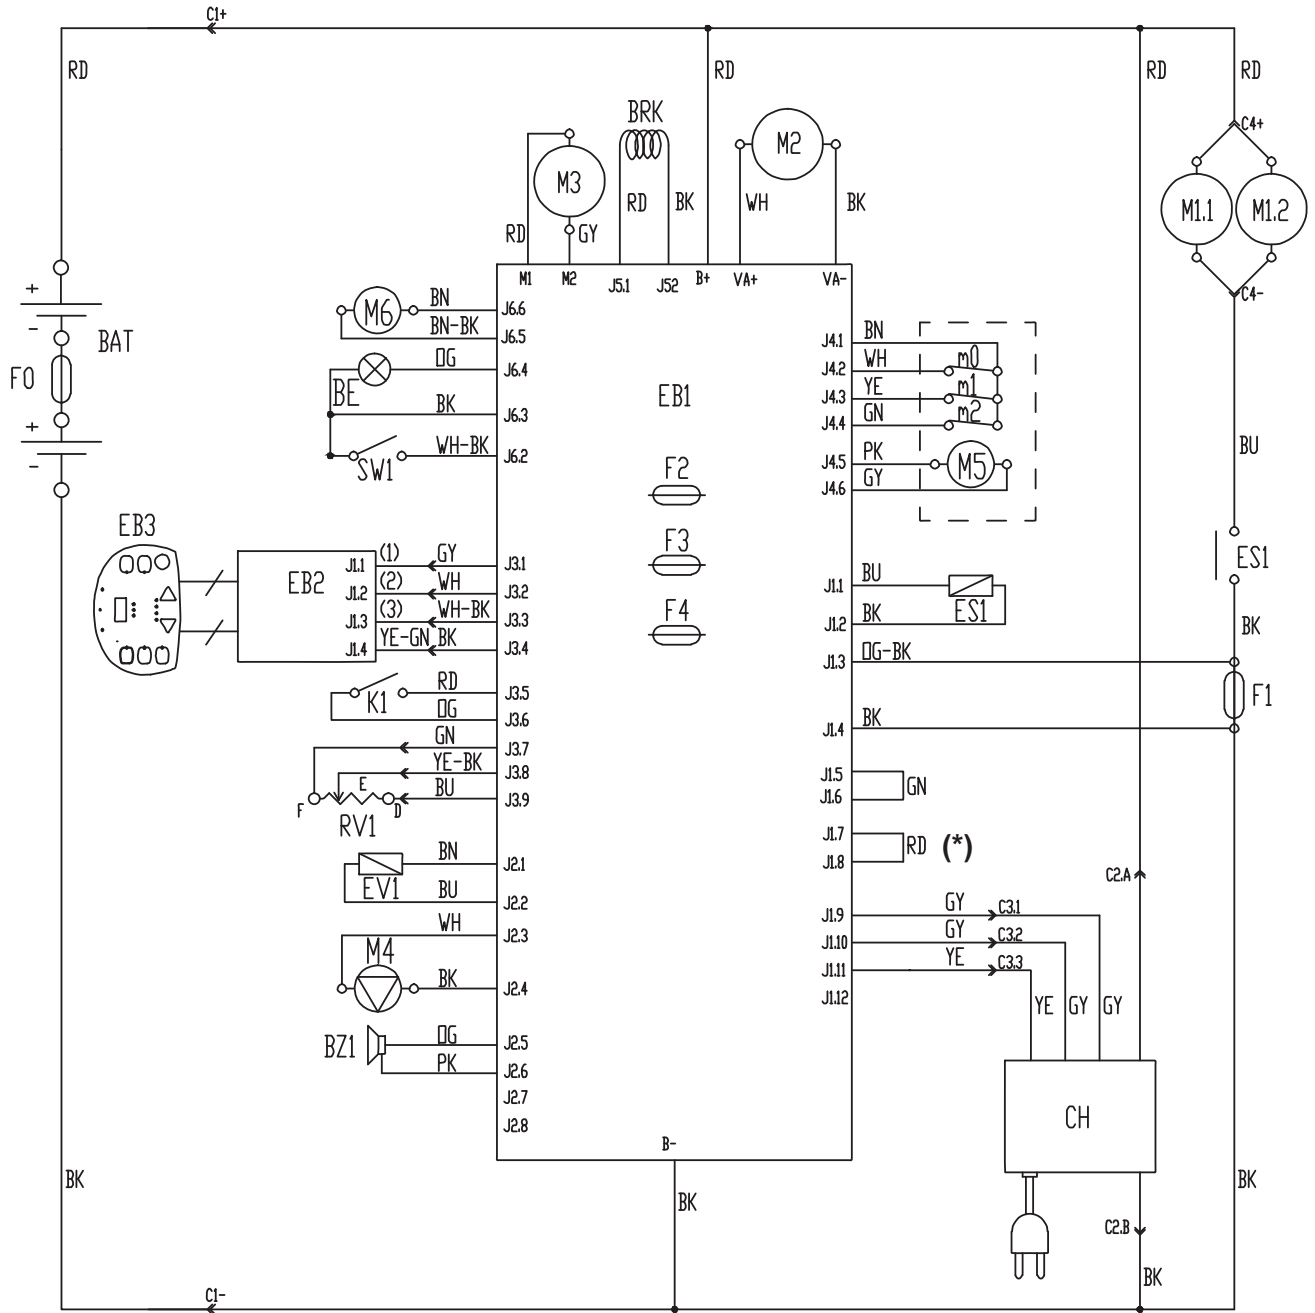 C1+
RD
RD
RD
RD
C4+
BRK
M3
M2
M1.1
M1.2
RD
GY
RD
BK
WH
BK
C4-
M1
M2
J5.1
J52
B+
VA+
VA-
BAT
F0
+
-
+
-
M6
BN
J6.6
BN-BK
J6.5
BE
OG
J6.4
BK
J6.3
SW1
WH-BK
J6.2
EB1
F2
F3
F4
J4.1
BN
J4.2
WH
m0
J4.3
YE
m1
J4.4
GN
m2
J4.5
PK
M5
J4.6
GY
BU
ES1
BK
EB3
EB2
J1.1
(1)
GY
J3.1
J1.2
(2)
WH
J3.2
J1.3
(3)
WH-BK
J3.3
J1.4
YE-GN
BK
J3.4
K1
RD
J3.5
OG
J3.6
GN
J3.7
YE-BK
J3.8
BU
J3.9
F
E
D
RV1
J1.1
BU
ES1
J1.2
BK
J1.3
OG-BK
F1
J1.4
BK
J1.5
J1.6
GN
J1.7
J1.8
RD (*)
EV1
BN
J2.1
BU
J2.2
WH
J2.3
M4
BK
J2.4
BZ1
OG
J2.5
PK
J2.6
J2.7
J2.8
C2.A
J1.9
GY
C3.1
J1.10
GY
C3.2
J1.11
YE
C3.3
J1.12
YE
GY
GY
CH
B-
BK
BK
BK
C2.B
BK
C1-